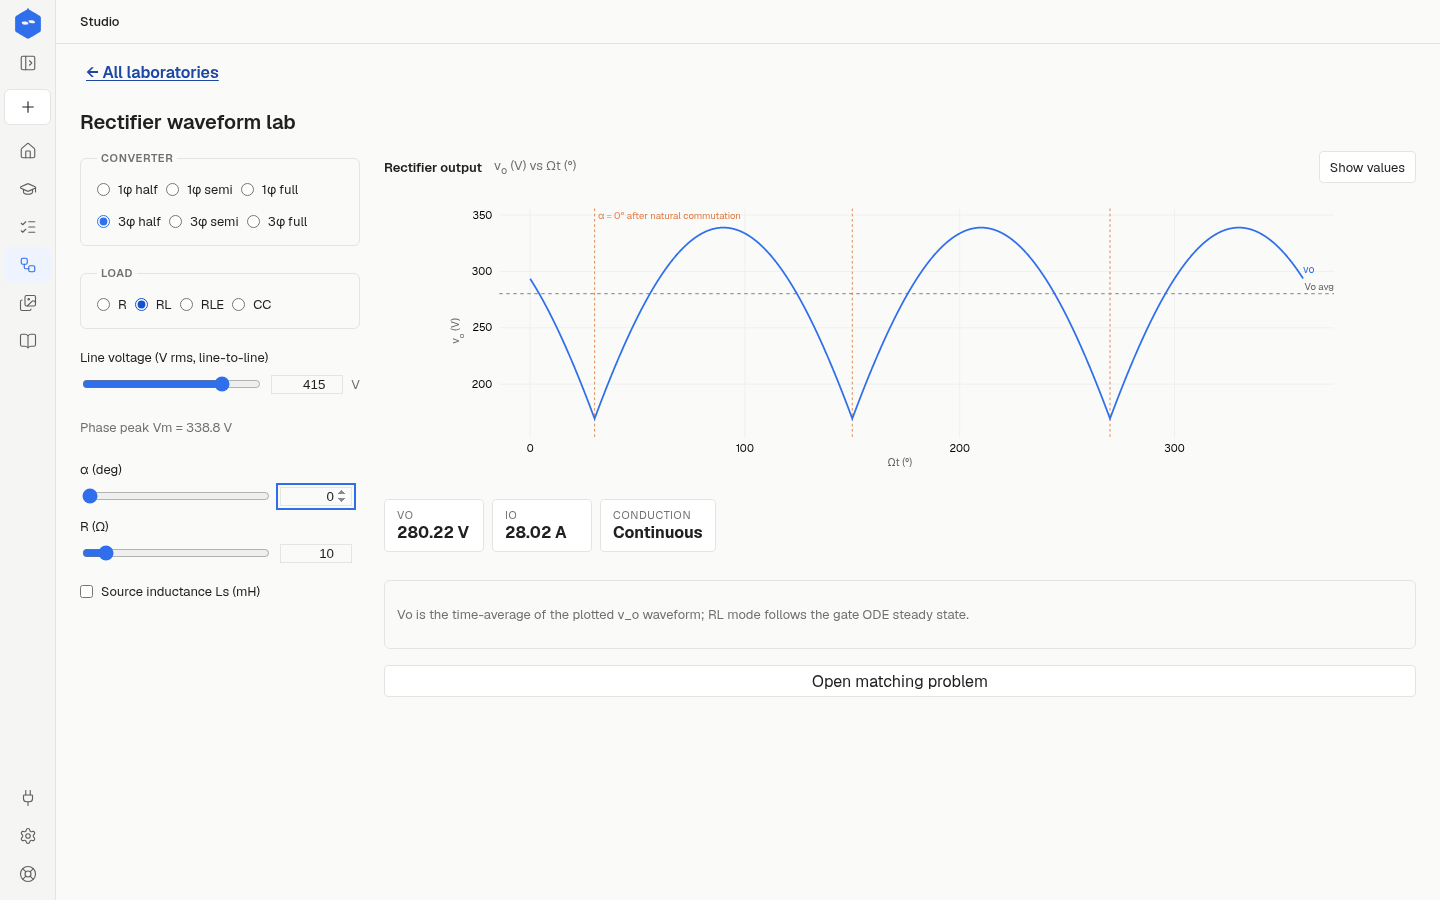 Studio
← All laboratories
Rectifier waveform lab
CONVERTER
1φ half 1φ semi 1φ full
3φ half 3φ semi 3φ full
LOAD
R RL RLE CC
Line voltage (V rms, line-to-line)
415 V
Phase peak Vm = 338.8 V
α (deg)
0
R (Ω)
10
Source inductance Ls (mH)
Rectifier output v_o (V) vs Ωt (°)
Show values
α = 0° after natural commutation
350
300
250
200
v_o (V)
vo
Vo avg
0 100 200 300
Ωt (°)
VO
280.22 V
IO
28.02 A
CONDUCTION
Continuous
Vo is the time-average of the plotted v_o waveform; RL mode follows the gate ODE steady state.
Open matching problem